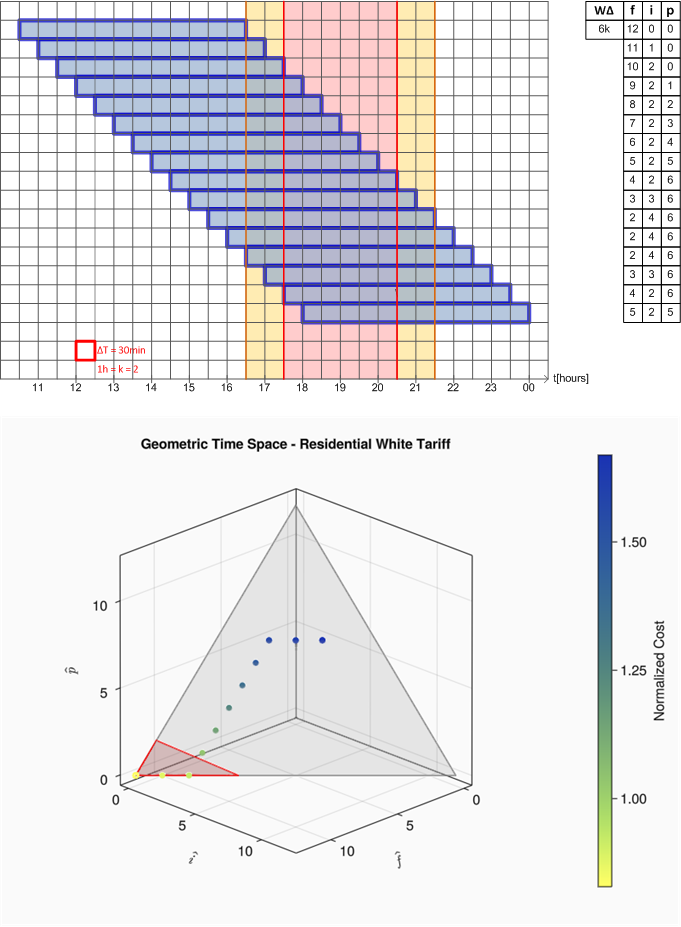 WΔ f i p
6k 12 0 0
11 1 0
10 2 0
9 2 1
8 2 2
7 2 3
6 2 4
5 2 5
4 2 6
3 3 6
2 4 6
2 4 6
2 4 6
3 3 6
4 2 6
5 2 5
ΔT = 30min
1h = k = 2
t[hours]
11 12 13 14 15 16 17 18 19 20 21 22 23 00
Geometric Time Space - Residential White Tariff
10
5
0
p̂
0
5
10
î
10
5
0
f̂
1.50
1.25
1.00
Normalized Cost